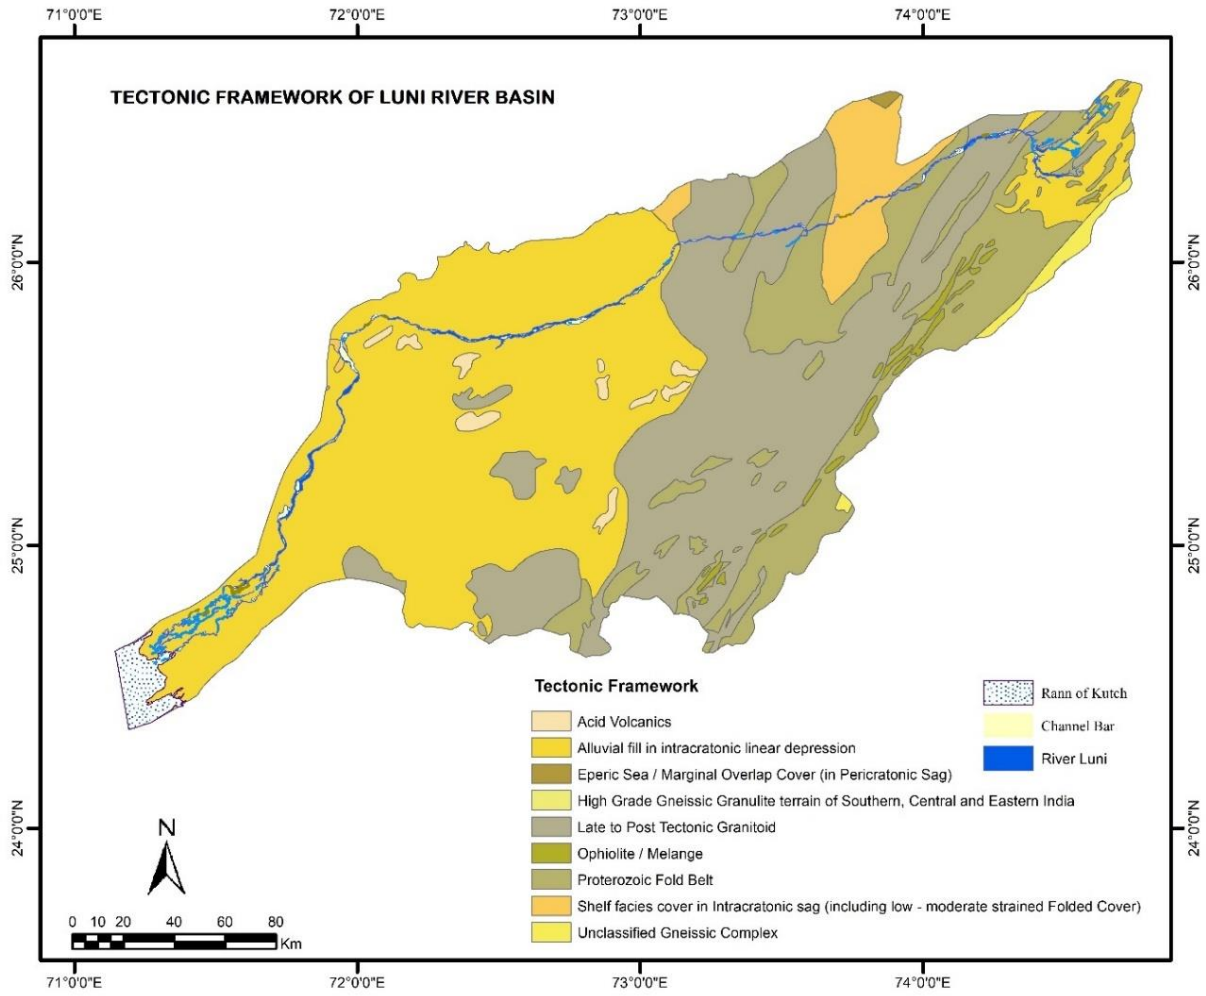 71°0'0"E 72°0'0"E 73°0'0"E 74°0'0"E
TECTONIC FRAMEWORK OF LUNI RIVER BASIN
26°0'0"N 26°0'0"N
25°0'0"N 25°0'0"N
24°0'0"N 24°0'0"N
Tectonic Framework
Acid Volcanics
Alluvial fill in intracratonic linear depression
Eperic Sea / Marginal Overlap Cover (in Pericratonic Sag)
High Grade Gneissic Granulite terrain of Southern, Central and Eastern India
Late to Post Tectonic Granitoid
Ophiolite / Melange
Proterozoic Fold Belt
Shelf facies cover in Intracratonic sag (including low - moderate strained Folded Cover)
Unclassified Gneissic Complex
Rann of Kutch
Channel Bar
River Luni
N
0 10 20 40 60 80
Km
71°0'0"E 72°0'0"E 73°0'0"E 74°0'0"E